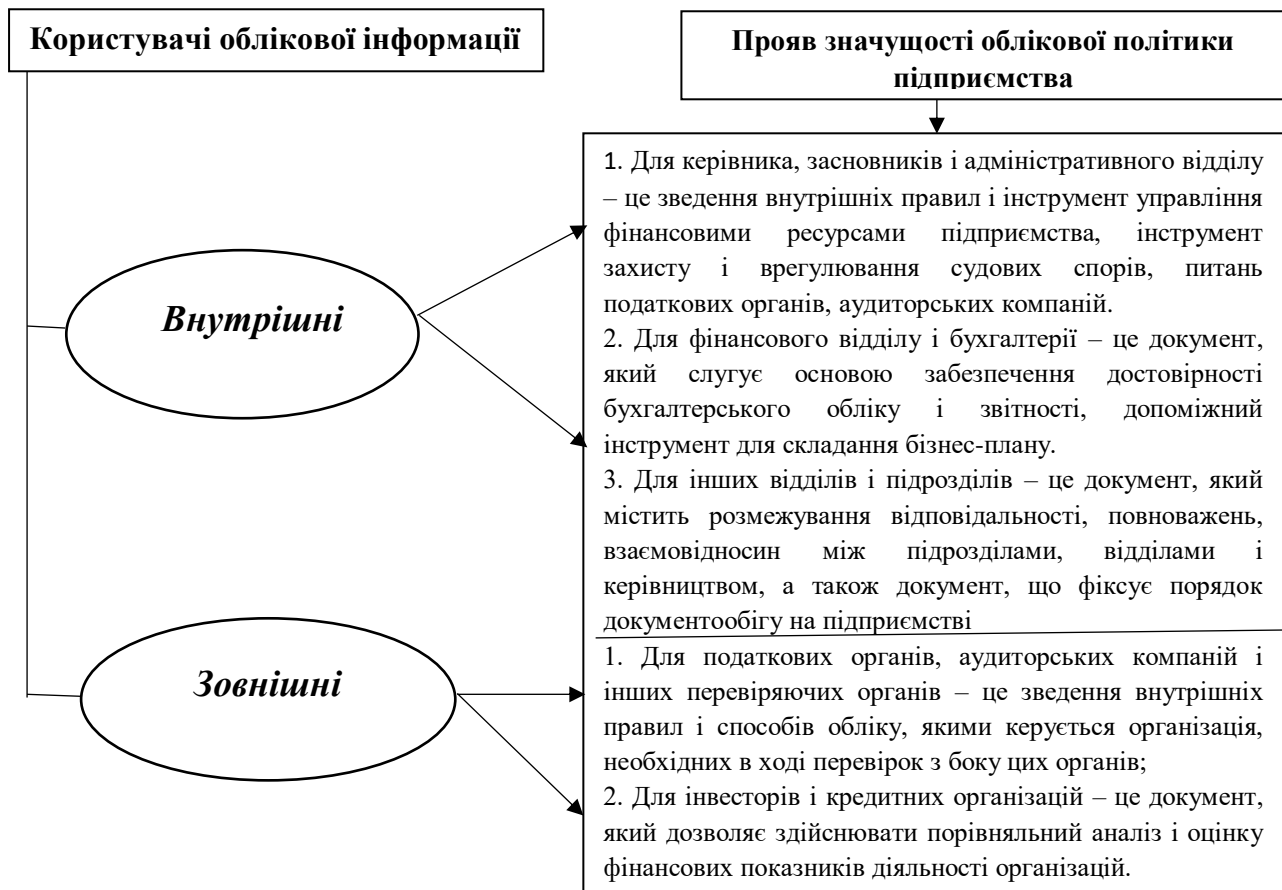 Користувачі облікової інформації
Прояв значущості облікової політики
підприємства
1. Для керівника, засновників і адміністративного відділу
– це зведення внутрішніх правил і інструмент управління
фінансовими ресурсами підприємства, інструмент
захисту і врегулювання судових спорів, питань
податкових органів, аудиторських компаній.
2. Для фінансового відділу і бухгалтерії – це документ,
який слугує основою забезпечення достовірності
бухгалтерського обліку і звітності, допоміжний
інструмент для складання бізнес-плану.
3. Для інших відділів і підрозділів – це документ, який
містить розмежування відповідальності, повноважень,
взаємовідносин між підрозділами, відділами і
керівництвом, а також документ, що фіксує порядок
документообігу на підприємстві
Внутрішні
Зовнішні
1. Для податкових органів, аудиторських компаній і
інших перевіряючих органів – це зведення внутрішніх
правил і способів обліку, якими керується організація,
необхідних в ході перевірок з боку цих органів;
2. Для інвесторів і кредитних організацій – це документ,
який дозволяє здійснювати порівняльний аналіз і оцінку
фінансових показників діяльності організацій.